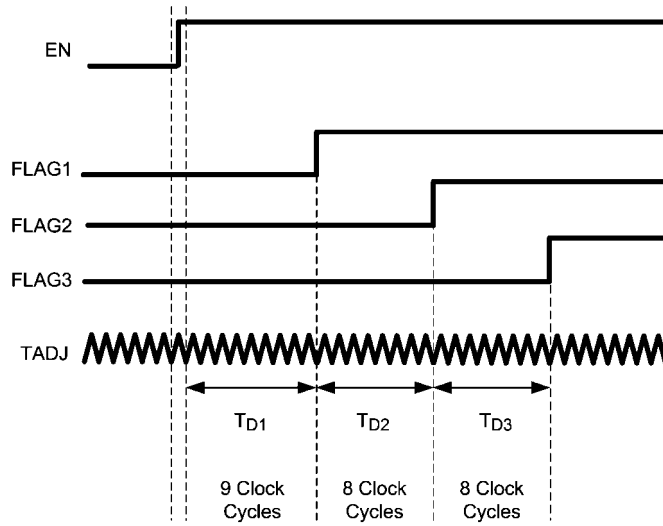 EN
FLAG1
FLAG2
FLAG3
TADJ
TD1
TD2
TD3
9 Clock
Cycles
8 Clock
Cycles
8 Clock
Cycles